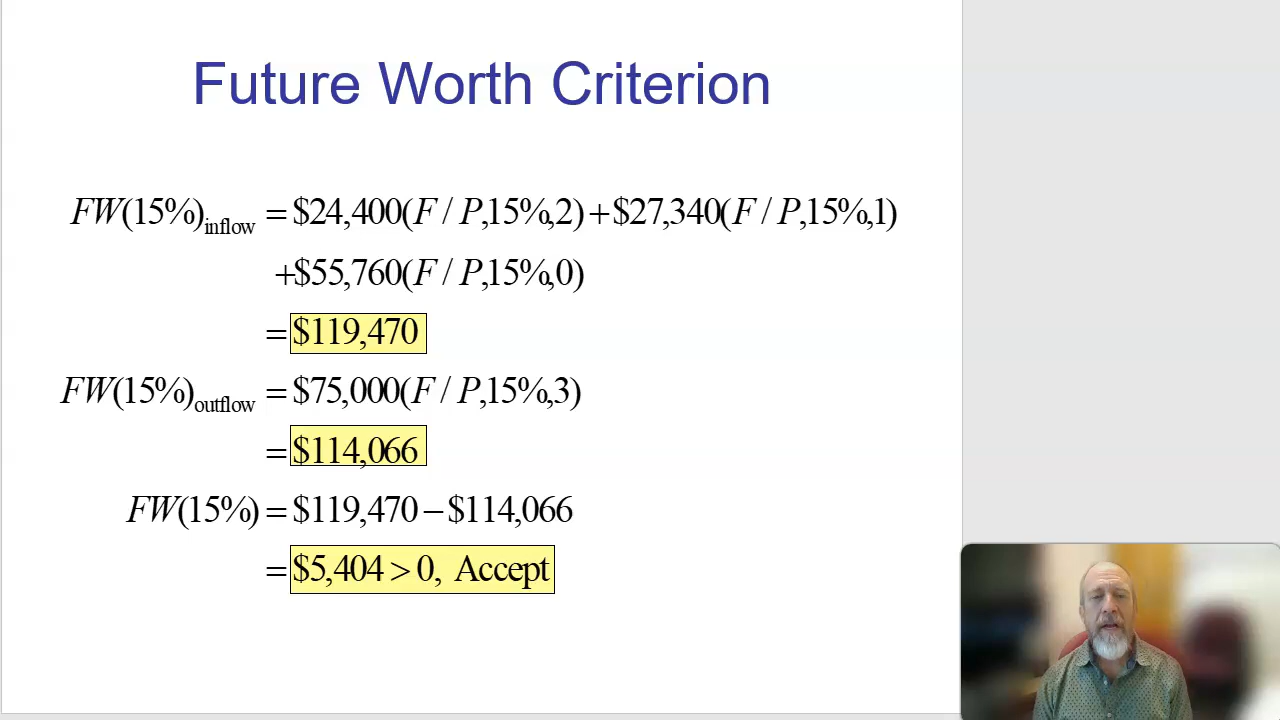 Future Worth Criterion
FW(15%)inflow = $24,400(F / P,15%,2) + $27,340(F / P,15%,1)
+$55,760(F / P,15%,0)
= $119,470
FW(15%)outflow = $75,000(F / P,15%,3)
= $114,066
FW(15%) = $119,470 − $114,066
= $5,404 > 0, Accept